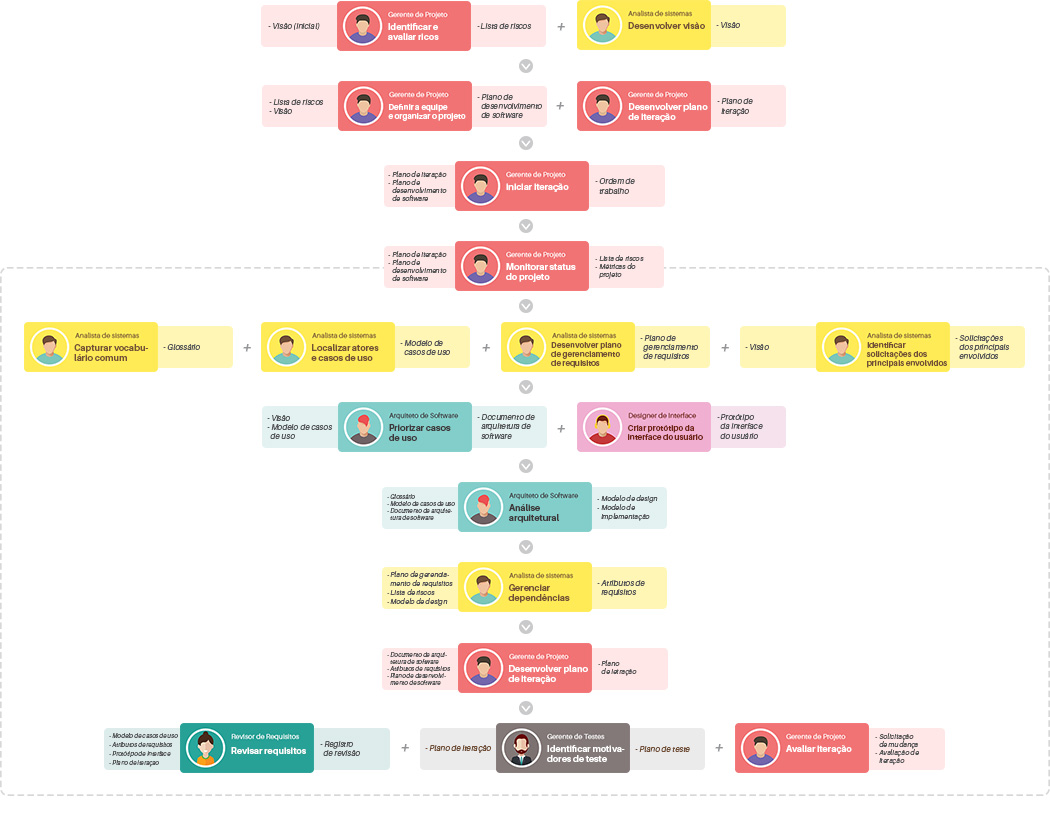 - Visão (inicial)
Gerente de Projeto
Identificar e
avaliar ricos
- Lista de riscos
+
Analista de sistemas
Desenvolver visão
- Visão
- Lista de riscos
- Visão
Gerente de Projeto
Definir a equipe
e organizar o projeto
- Plano de
desenvolvimento
de software
+
Gerente de Projeto
Desenvolver plano
de iteração
- Plano de
iteração
- Plano de iteração
- Plano de
desenvolvimento
de software
Gerente de Projeto
Iniciar iteração
- Ordem de
trabalho
- Plano de iteração
- Plano de
desenvolvimento
de software
Gerente de Projeto
Monitorar status
do projeto
- Lista de riscos
- Métricas do
projeto
Analista de sistemas
Capturar vocabu-
lário comum
- Glossário
+
Analista de sistemas
Localizar atores
e casos de uso
- Modelo de
casos de uso
+
Analista de sistemas
Desenvolver plano
de gerenciamento
de requisitos
- Plano de
gerenciamento
de requisitos
+
- Visão
Analista de sistemas
Identificar
solicitações dos
principais envolvidos
- Solicitações
dos principais
envolvidos
- Visão
- Modelo de casos
de uso
Arquiteto de Software
Priorizar casos
de uso
- Documento de
arquitetura de
software
+
Designer de Interface
Criar protótipo da
interface do usuário
- Protótipo
da interface
do usuário
- Glossário
- Modelo de casos de uso
- Documento de arquite-
tura de software
Arquiteto de Software
Análise
arquitetural
- Modelo de design
- Modelo de
implementação
- Plano de gerencia-
mento de requisitos
- Lista de riscos
- Modelo de design
Analista de sistemas
Gerenciar
dependências
- Atributos de
requisitos
- Documento de arqui-
tetura de software
- Atributos de requisitos
- Plano de desenvolvi-
mento de software
Gerente de Projeto
Desenvolver plano
de iteração
- Plano
de iteração
- Modelo de casos de uso
- Atributos de requisitos
- Protótipo de interface
- Plano de iteração
Revisor de Requisitos
Revisar requisitos
- Registro
de revisão
+
- Plano de iteração
Gerente de Testes
Identificar motiva-
dores de teste
- Plano de teste
+
Gerente de Projeto
Avaliar iteração
- Solicitação
de mudança
- Avaliação de
iteração